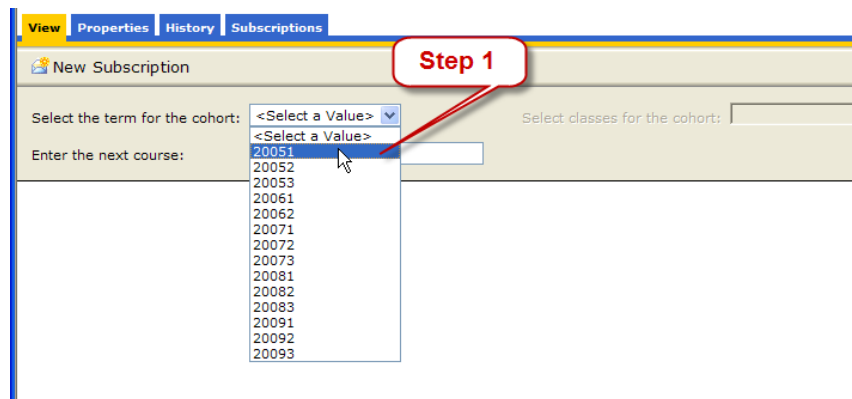 View Properties History Subscriptions
New Subscription
Step 1
Select the term for the cohort: <Select a Value> Select classes for the cohort:
<Select a Value>
Enter the next course:
20051
20052
20053
20061
20062
20071
20072
20073
20081
20082
20083
20091
20092
20093